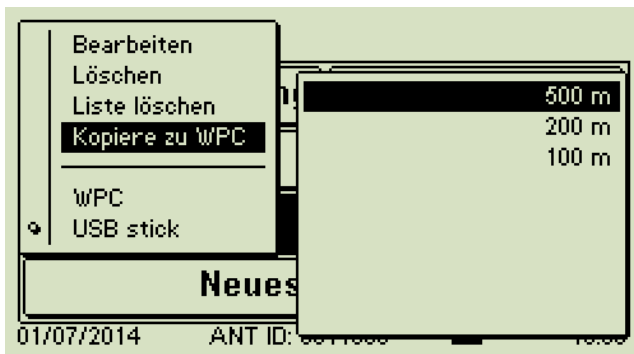 Bearbeiten
Löschen
Liste löschen
Kopiere zu WPC
WPC
USB stick
500 m
200 m
100 m
Neues
01/07/2014 ANT ID: